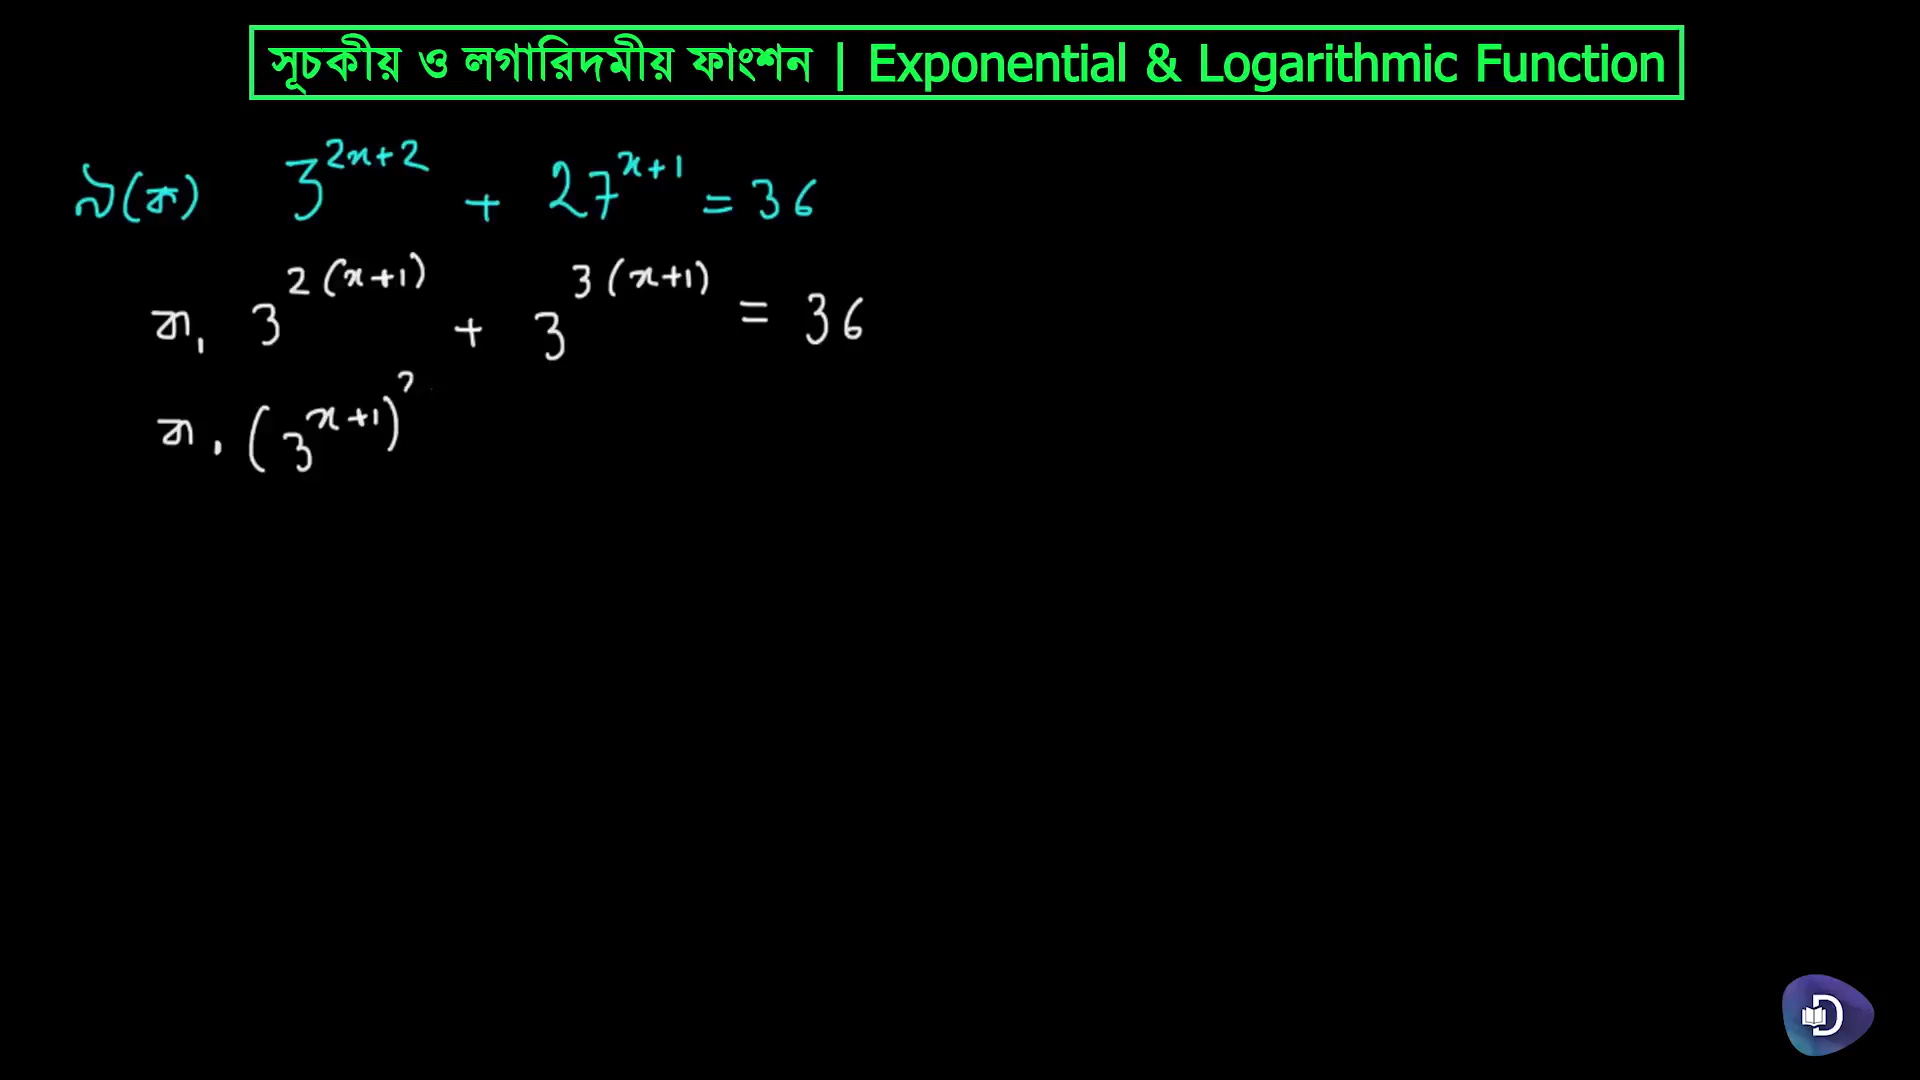 সূচকীয় ও লগারিদমীয় ফাংশন | Exponential & Logarithmic Function
৯(ক) 3^{2x+2} + 27^{x+1} = 36
বা, 3^{2(x+1)} + 3^{3(x+1)} = 36
বা, (3^{x+1})^2
D